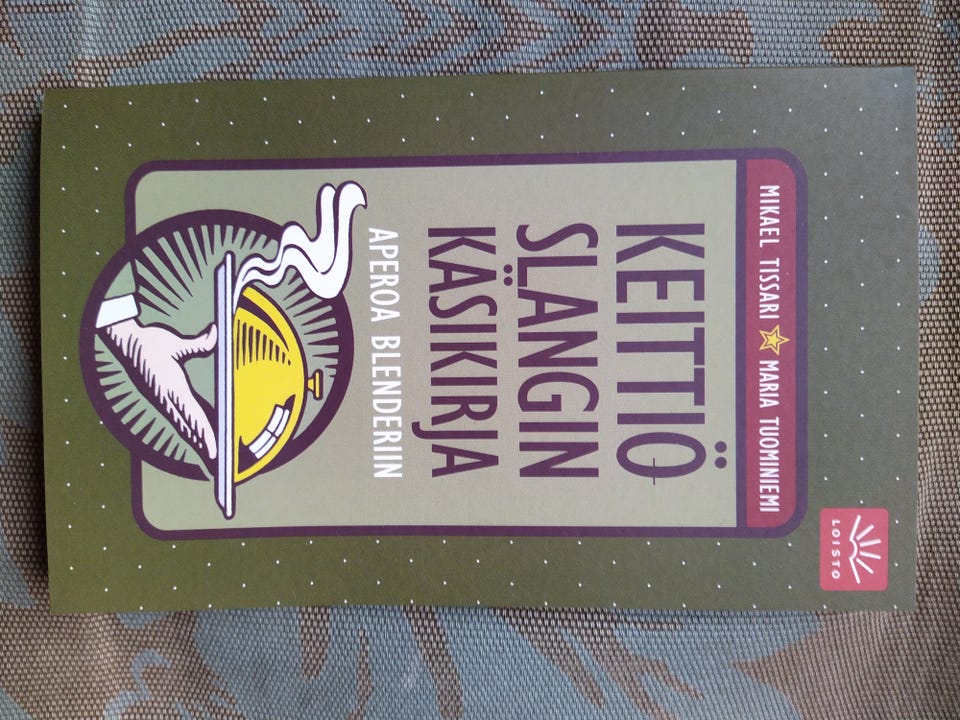 LOISTO
MIKAEL TISSARI MARIA TUOMINIEMI
KEITTIÖ
SLANGIN
KÄSIKIRJA
APEROA BLENDERIIN